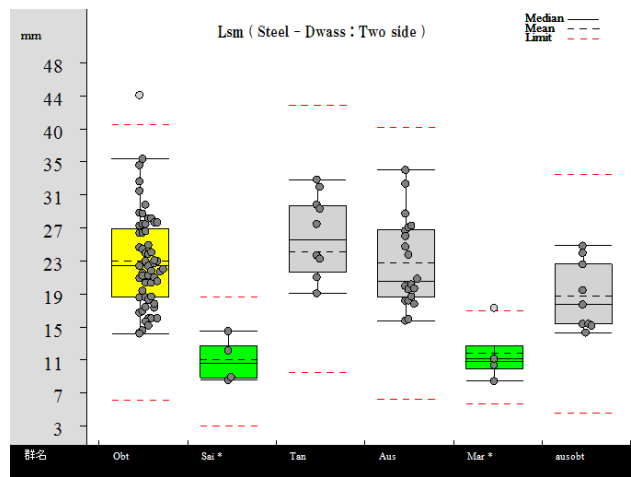 Lsm ( Steel - Dwass : Two side )
Median
Mean
Limit
mm
48
44
40
35
31
27
23
19
15
11
7
3
群名 Obt Sai * Tan Aus Mar * ausobt